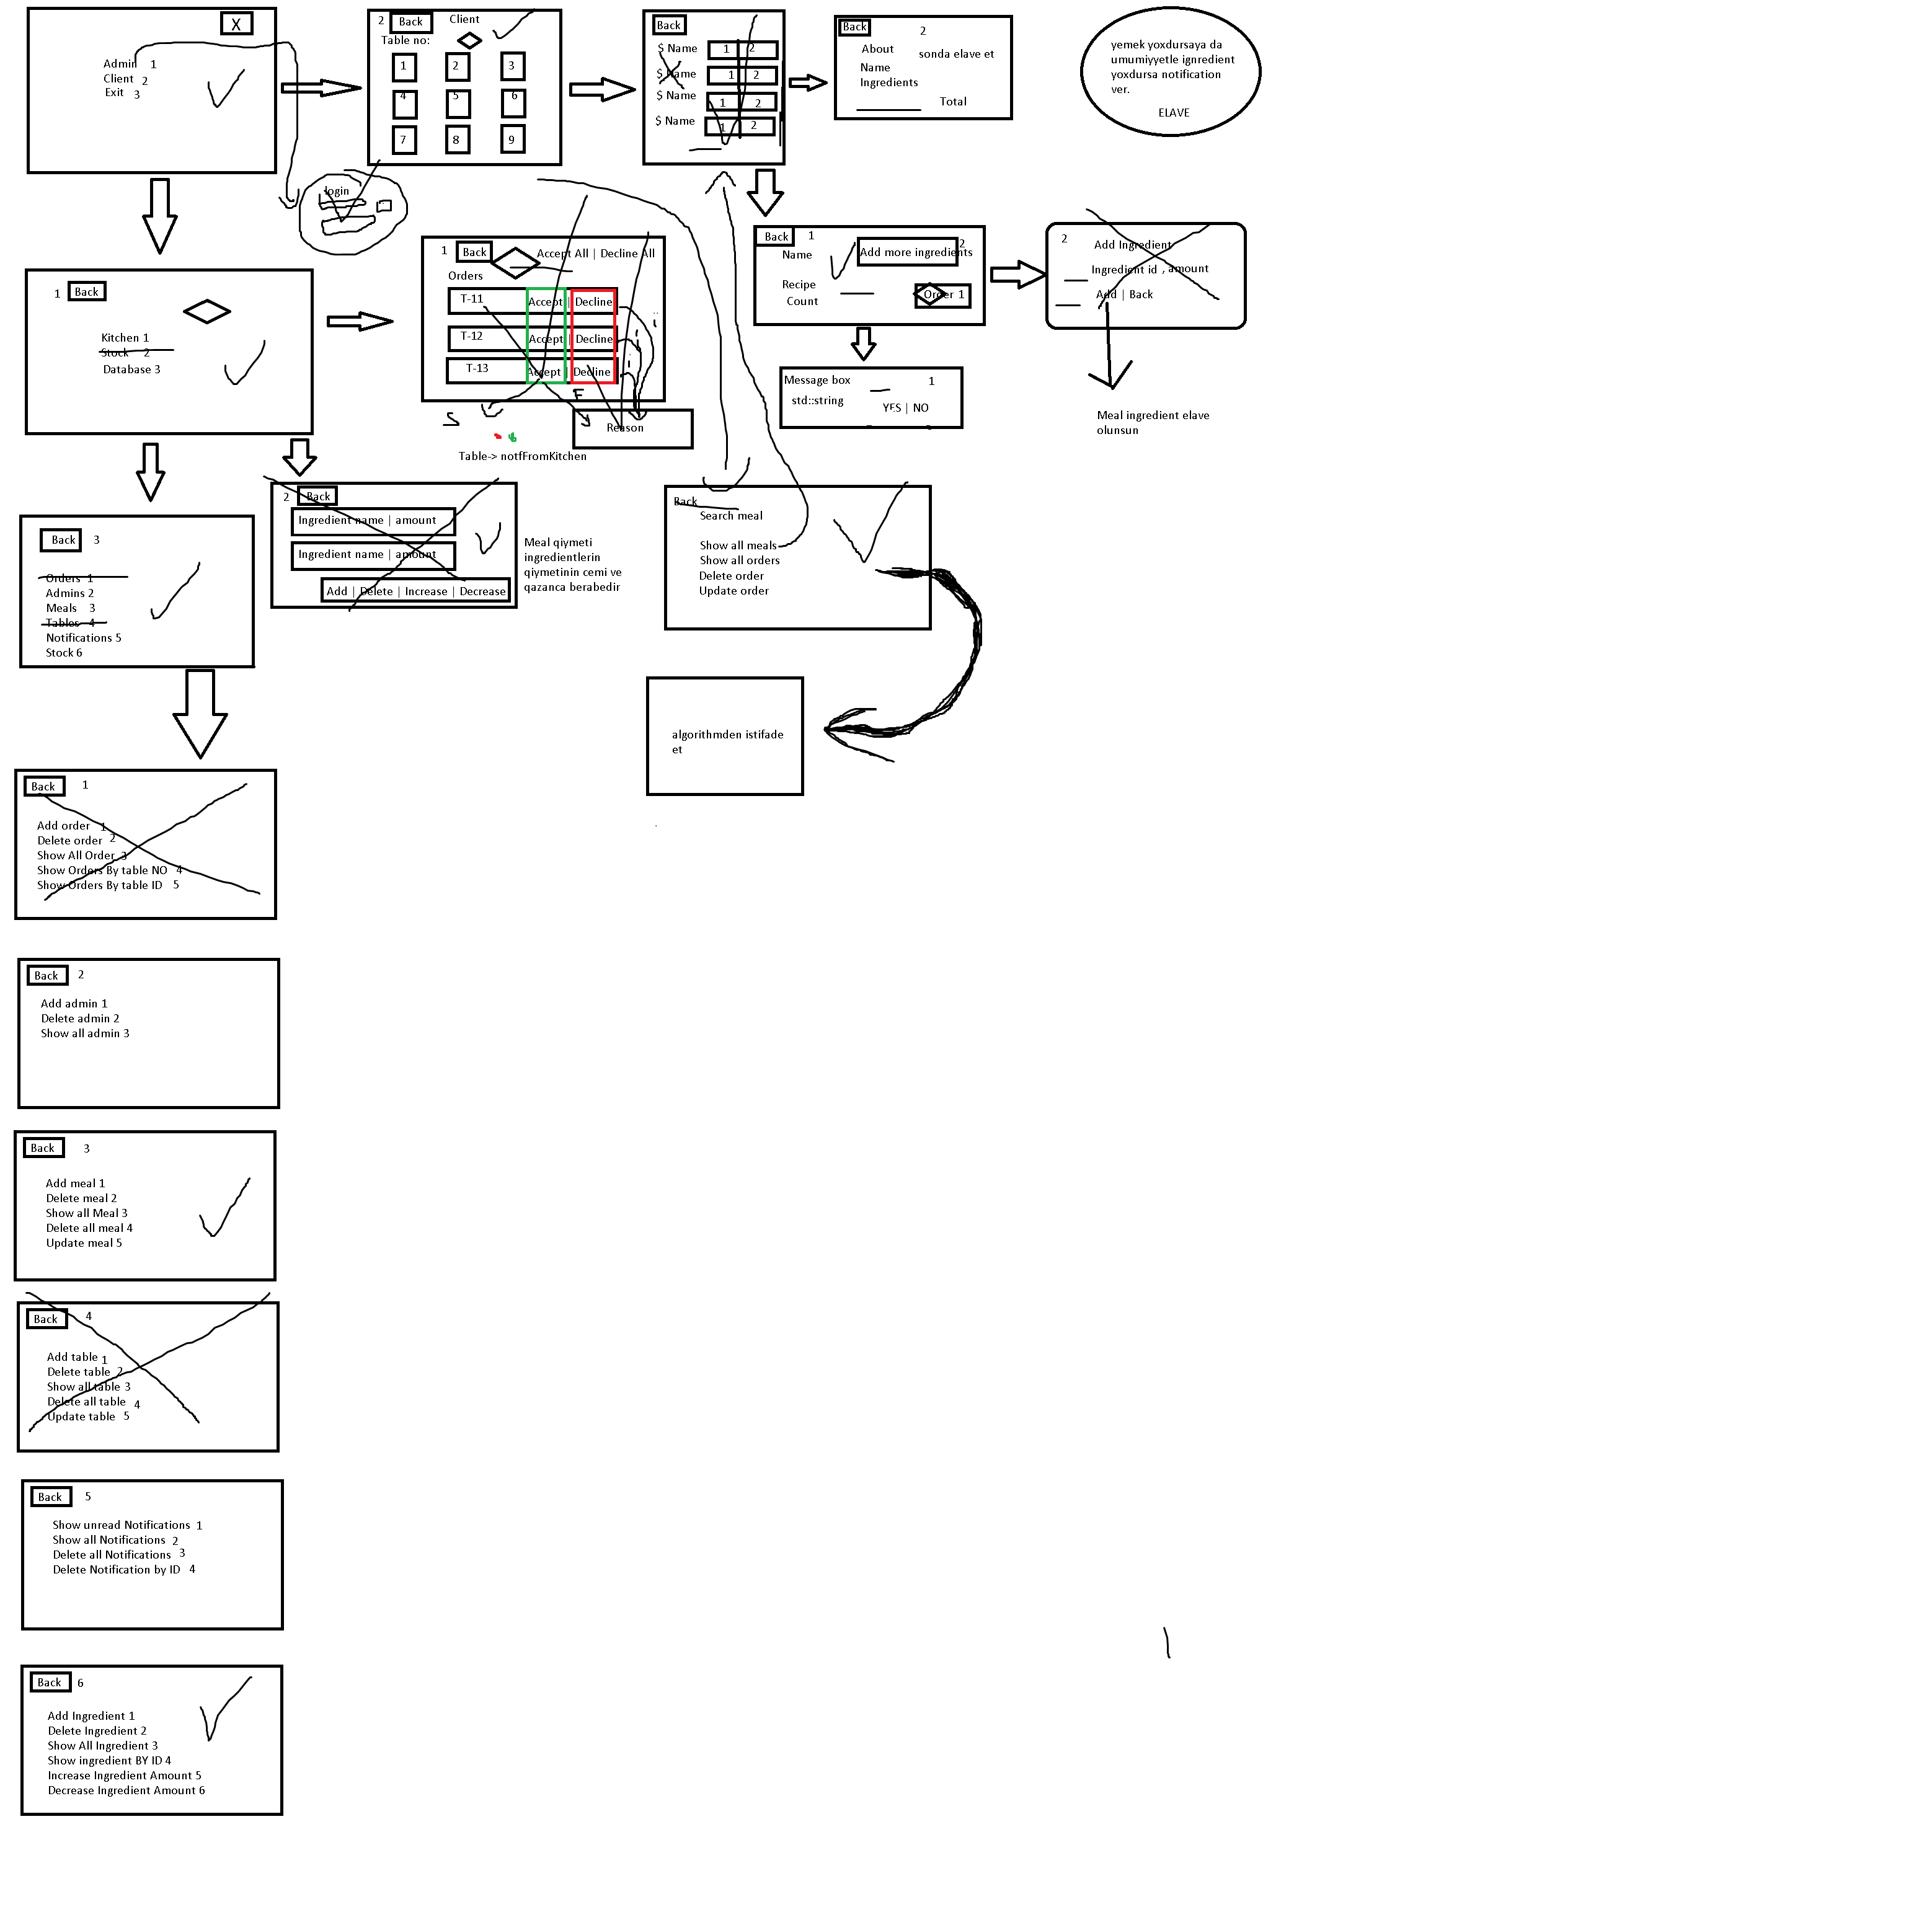 X
Admin 1
Client 2
Exit 3
2 Back Client
Table no:
1 2 3
4 5 6
7 8 9
Back
$ Name 1 2
$ Name 1 2
$ Name 1 2
$ Name 1 2
Back 2
About sonda elave et
Name
Ingredients
Total
yemek yoxdursaya da
umumiyyetle ignredient
yoxdursa notification
ver.
ELAVE
login
1 Back
Kitchen 1
Stock 2
Database 3
1 Back Accept All | Decline All
Orders
T-11 Accept | Decline
T-12 Accept | Decline
T-13 Accept | Decline
S F
Reason
Table-> notfFromKitchen
Back 1 2
Name Add more ingredients
Recipe
Count Order 1
2
Add Ingredient
Ingredient id , amount
Add | Back
Message box 1
std::string
YES | NO
Meal ingredient elave
olunsun
2 Back
Ingredient name | amount
Ingredient name | amount
Add | Delete | Increase | Decrease
Meal qiymeti
ingredientlerin
qiymetinin cemi ve
qazanca berabedir
Back
Search meal
Show all meals
Show all orders
Delete order
Update order
algorithmden istifade
et
Back 3
Orders 1
Admins 2
Meals 3
Tables 4
Notifications 5
Stock 6
Back 1
Add order 1
Delete order 2
Show All Order 3
Show Orders By table NO 4
Show Orders By table ID 5
Back 2
Add admin 1
Delete admin 2
Show all admin 3
Back 3
Add meal 1
Delete meal 2
Show all Meal 3
Delete all meal 4
Update meal 5
Back 4
Add table 1
Delete table 2
Show all table 3
Delete all table 4
Update table 5
Back 5
Show unread Notifications 1
Show all Notifications 2
Delete all Notifications 3
Delete Notification by ID 4
Back 6
Add Ingredient 1
Delete Ingredient 2
Show All Ingredient 3
Show ingredient BY ID 4
Increase Ingredient Amount 5
Decrease Ingredient Amount 6